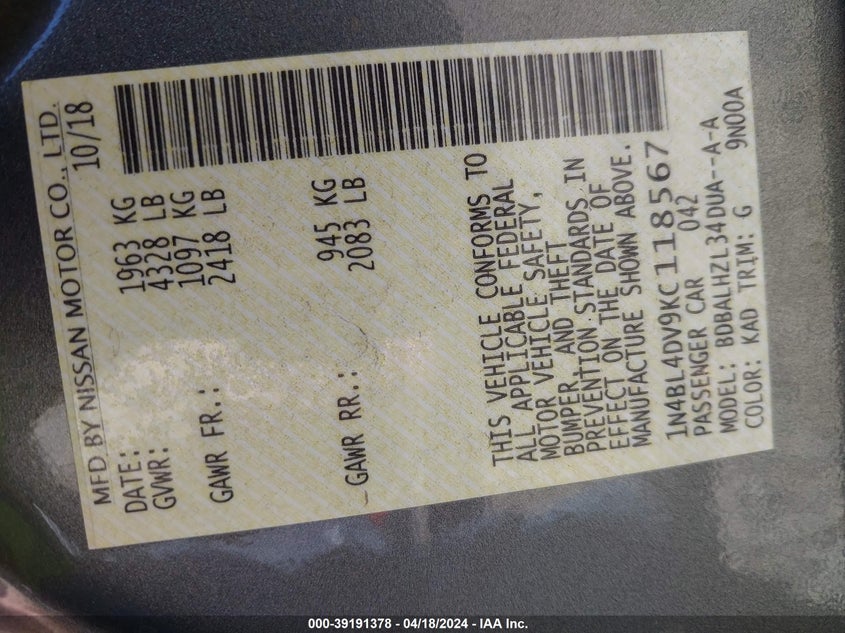 MFD BY NISSAN MOTOR CO., LTD.
DATE: 10/18
GVWR: 1963 KG
4328 LB
GAWR FR.: 1097 KG
2418 LB
GAWR RR.: 945 KG
2083 LB
THIS VEHICLE CONFORMS TO
ALL APPLICABLE FEDERAL
MOTOR VEHICLE SAFETY,
BUMPER AND THEFT
PREVENTION STANDARDS IN
EFFECT ON THE DATE OF
MANUFACTURE SHOWN ABOVE.
1N4BL4DV9KC118567
PASSENGER CAR 042
MODEL: BDBALHZL34DUA--A-A
COLOR: KAD TRIM: G 9N00A
000-39191378 - 04/18/2024 - IAA Inc.